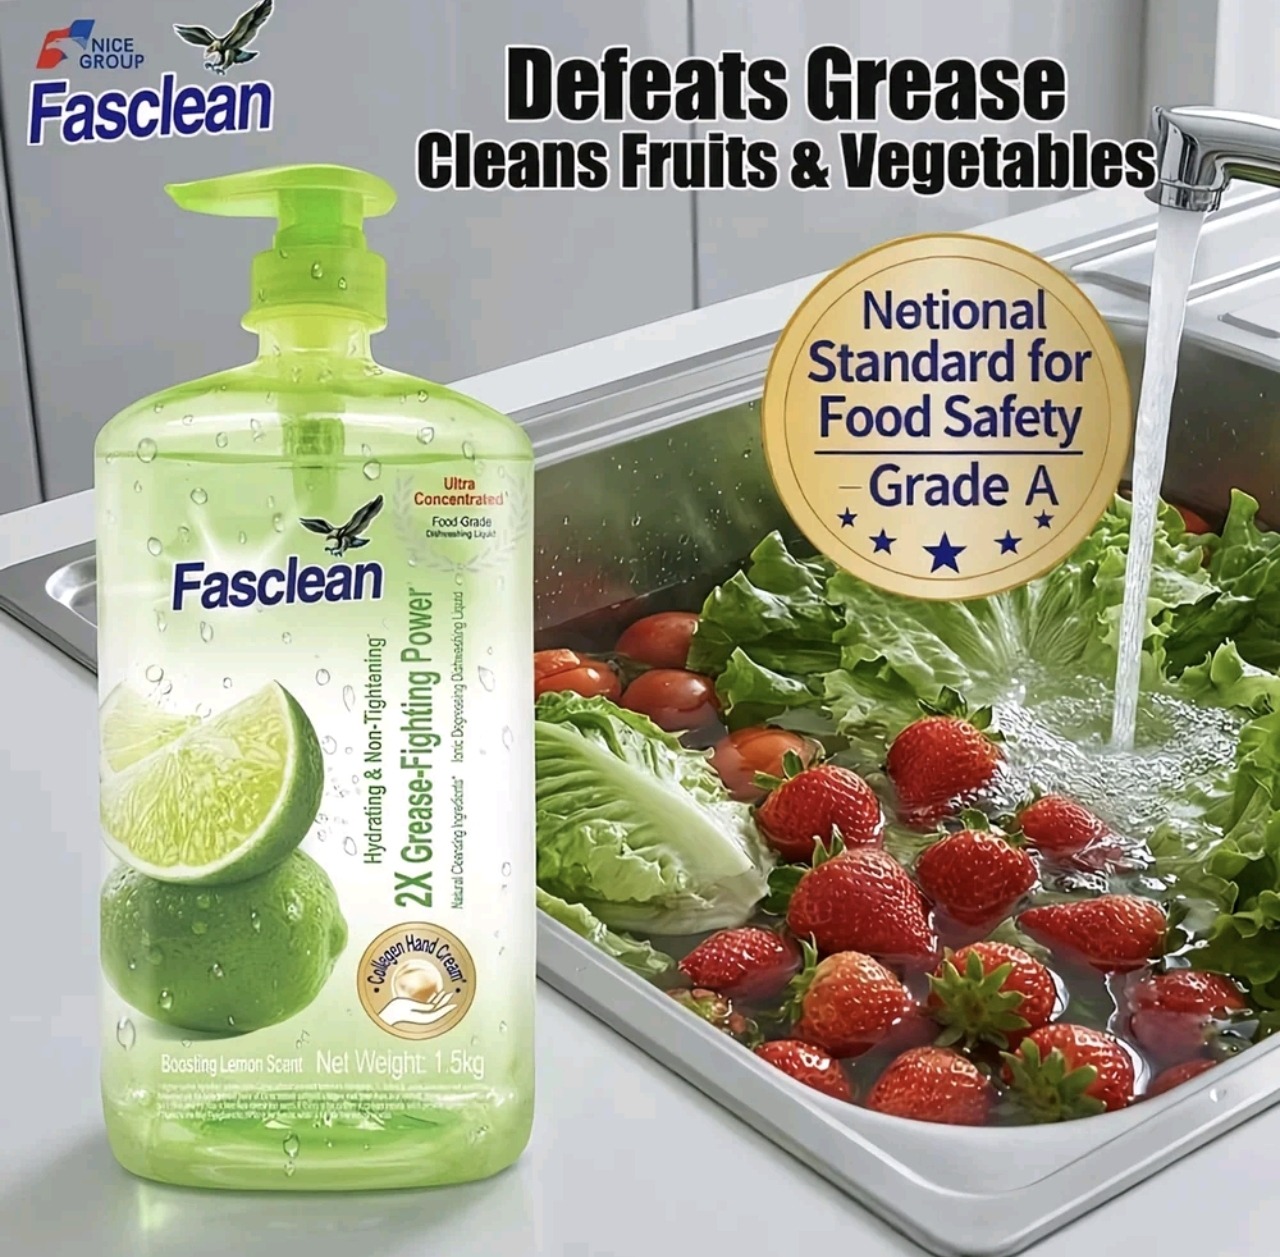 NICE
GROUP
Fasclean
Defeats Grease
Cleans Fruits & Vegetables
Netional
Standard for
Food Safety
Grade A
Ultra
Concentrated
Food Grade
Dishwashing Liquid
Fasclean
Hydrating & Non-Tightening
2X Grease-Fighting Power
Natural Cleansing Ingredients* Ionic Degreasing Dishwashing Liquid
Collegen Hand Cream
Boosting Lemon Scent Net Weight: 1.5kg